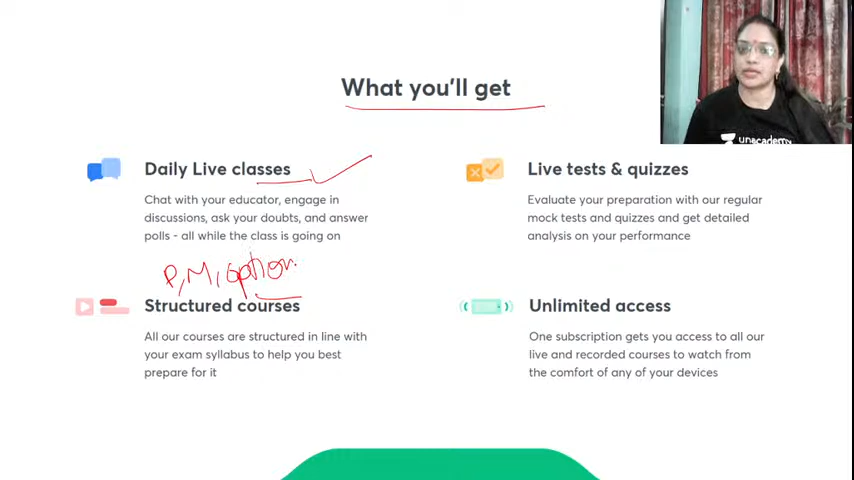 What you'll get
unacademy
Daily Live classes
Chat with your educator, engage in
discussions, ask your doubts, and answer
polls - all while the class is going on
Live tests & quizzes
Evaluate your preparation with our regular
mock tests and quizzes and get detailed
analysis on your performance
P, M, option
Structured courses
All our courses are structured in line with
your exam syllabus to help you best
prepare for it
Unlimited access
One subscription gets you access to all our
live and recorded courses to watch from
the comfort of any of your devices